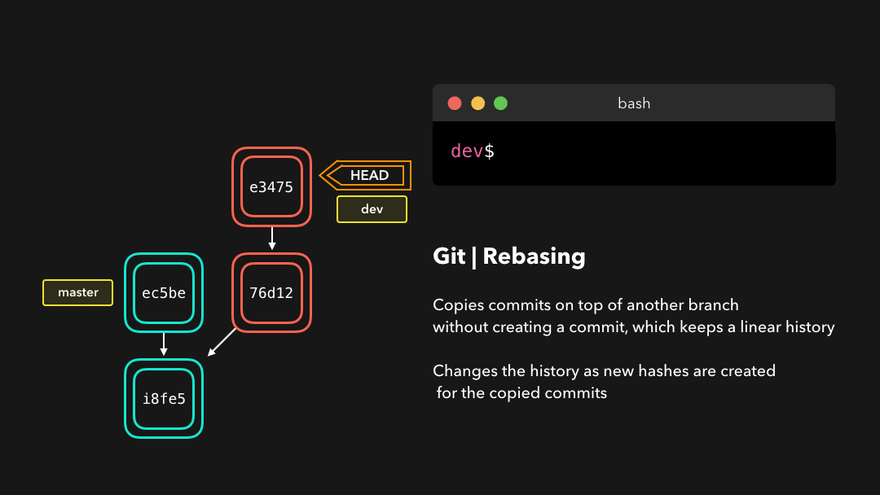 bash
dev$
e3475
HEAD
dev
master
ec5be
76d12
i8fe5
Git | Rebasing
Copies commits on top of another branch
without creating a commit, which keeps a linear history
Changes the history as new hashes are created
for the copied commits